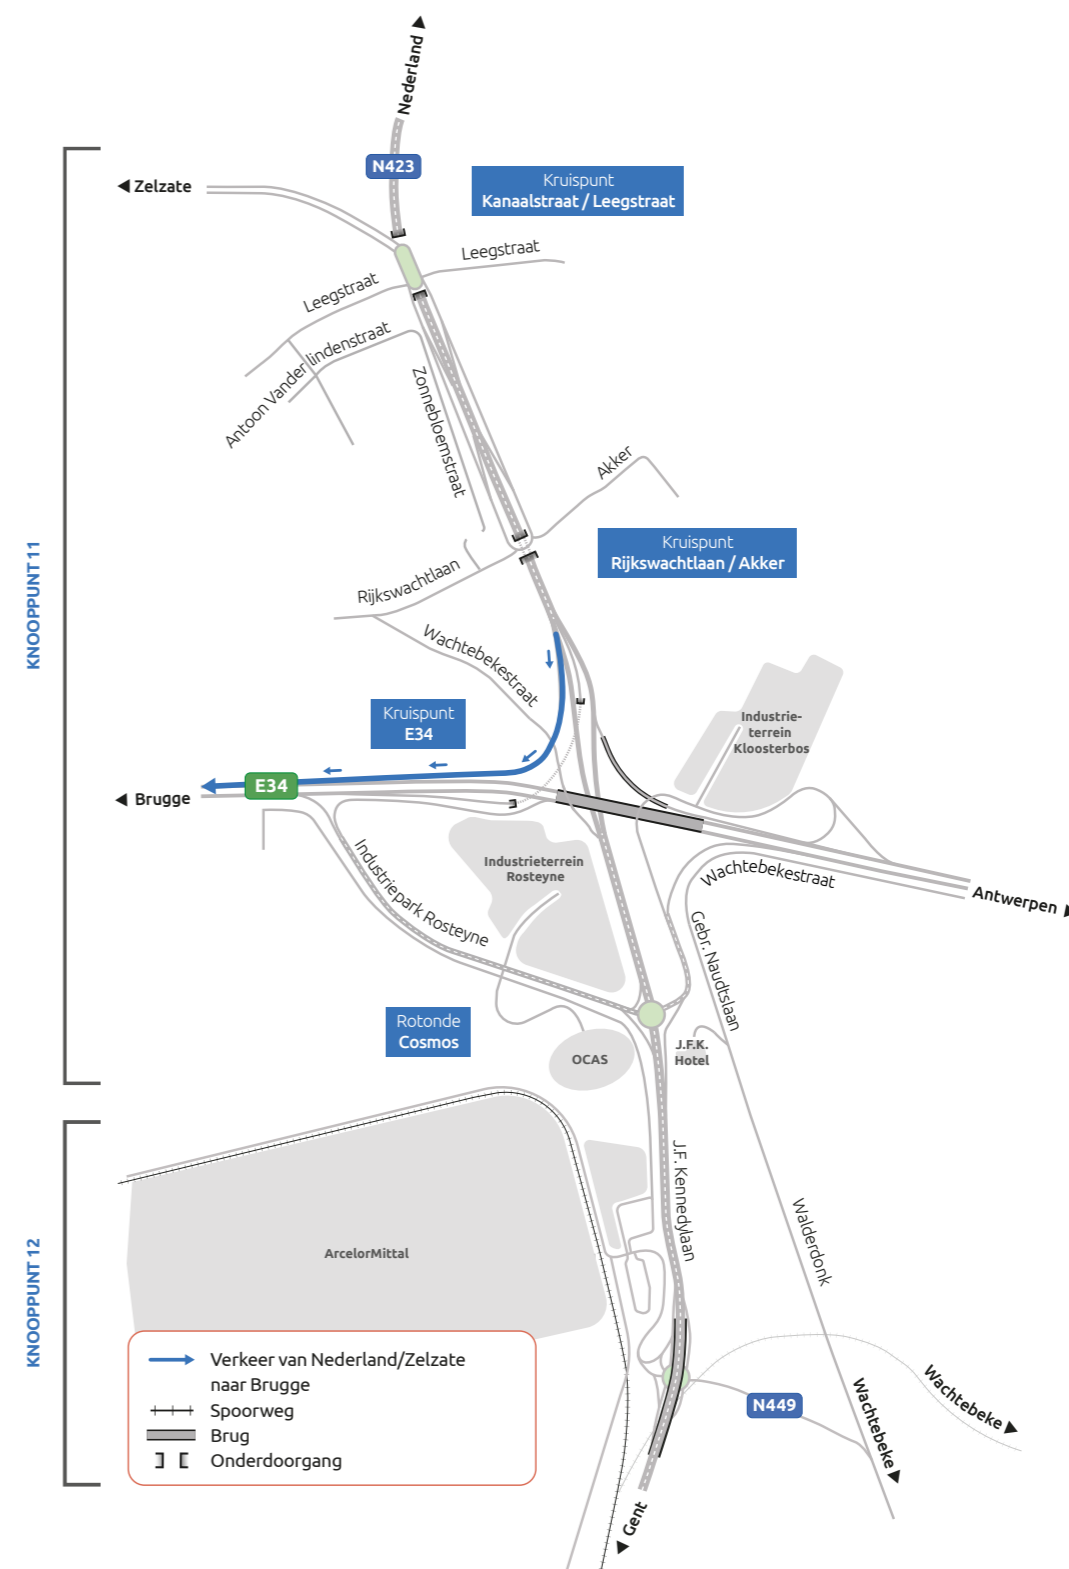 Nederland
N423
Zelzate
Kruispunt
Kanaalstraat / Leegstraat
Leegstraat
Leegstraat
Antoon Vander lindenstraat
Zonnebloemstraat
Akker
Kruispunt
Rijkswachtlaan / Akker
Rijkswachtlaan
Wachtebekestraat
KNOOPPUNT 11
Kruispunt
E34
Industrie-
terrein
Kloosterbos
E34
Brugge
Industrieterrein
Rosteyne
Wachtebekestraat
Antwerpen
Industriepark Rosteyne
Gebr. Naudtslaan
Rotonde
Cosmos
OCAS
J.F.K.
Hotel
J.F. Kennedylaan
Walderdonk
ArcelorMittal
KNOOPPUNT 12
Verkeer van Nederland/Zelzate
naar Brugge
Spoorweg
Brug
Onderdoorgang
N449
Wachtebeke
Wachtebeke
Gent